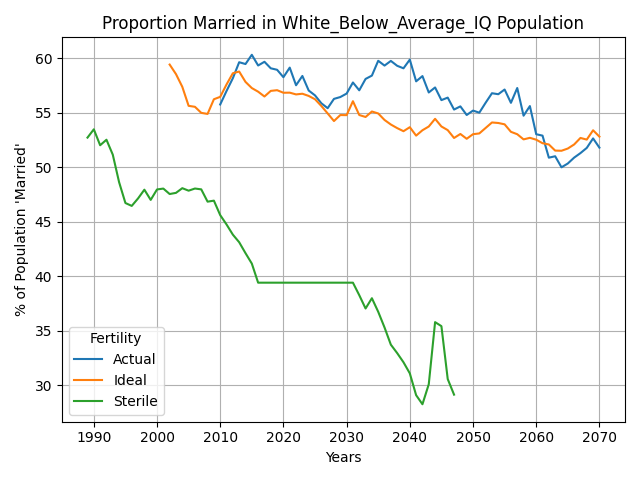 Proportion Married in White_Below_Average_IQ Population
% of Population 'Married'
60
55
50
45
40
35
30
Fertility
Actual
Ideal
Sterile
1990 2000 2010 2020 2030 2040 2050 2060 2070
Years